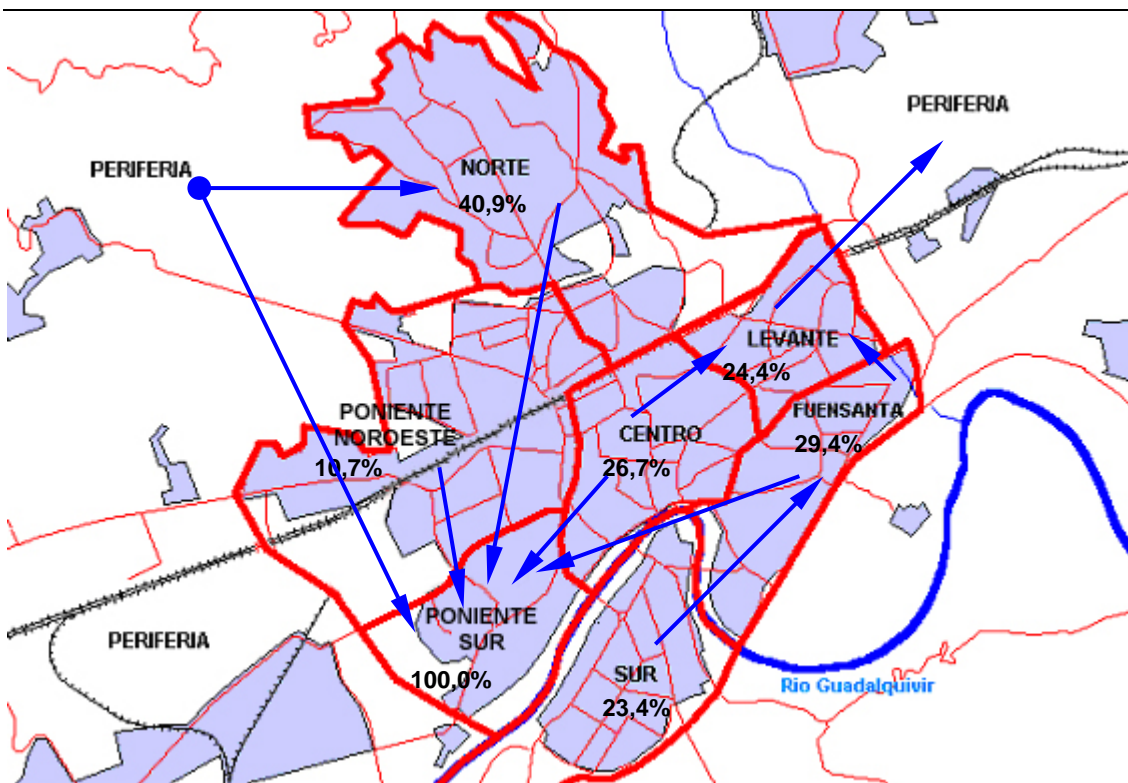 PERIFERIA
PERIFERIA
NORTE
40,9%
LEVANTE
24,4%
PONIENTE
NOROESTE
10,7%
CENTRO
26,7%
FUENSANTA
29,4%
PONIENTE
SUR
100,0%
PERIFERIA
SUR
23,4%
Rio Guadalquivir